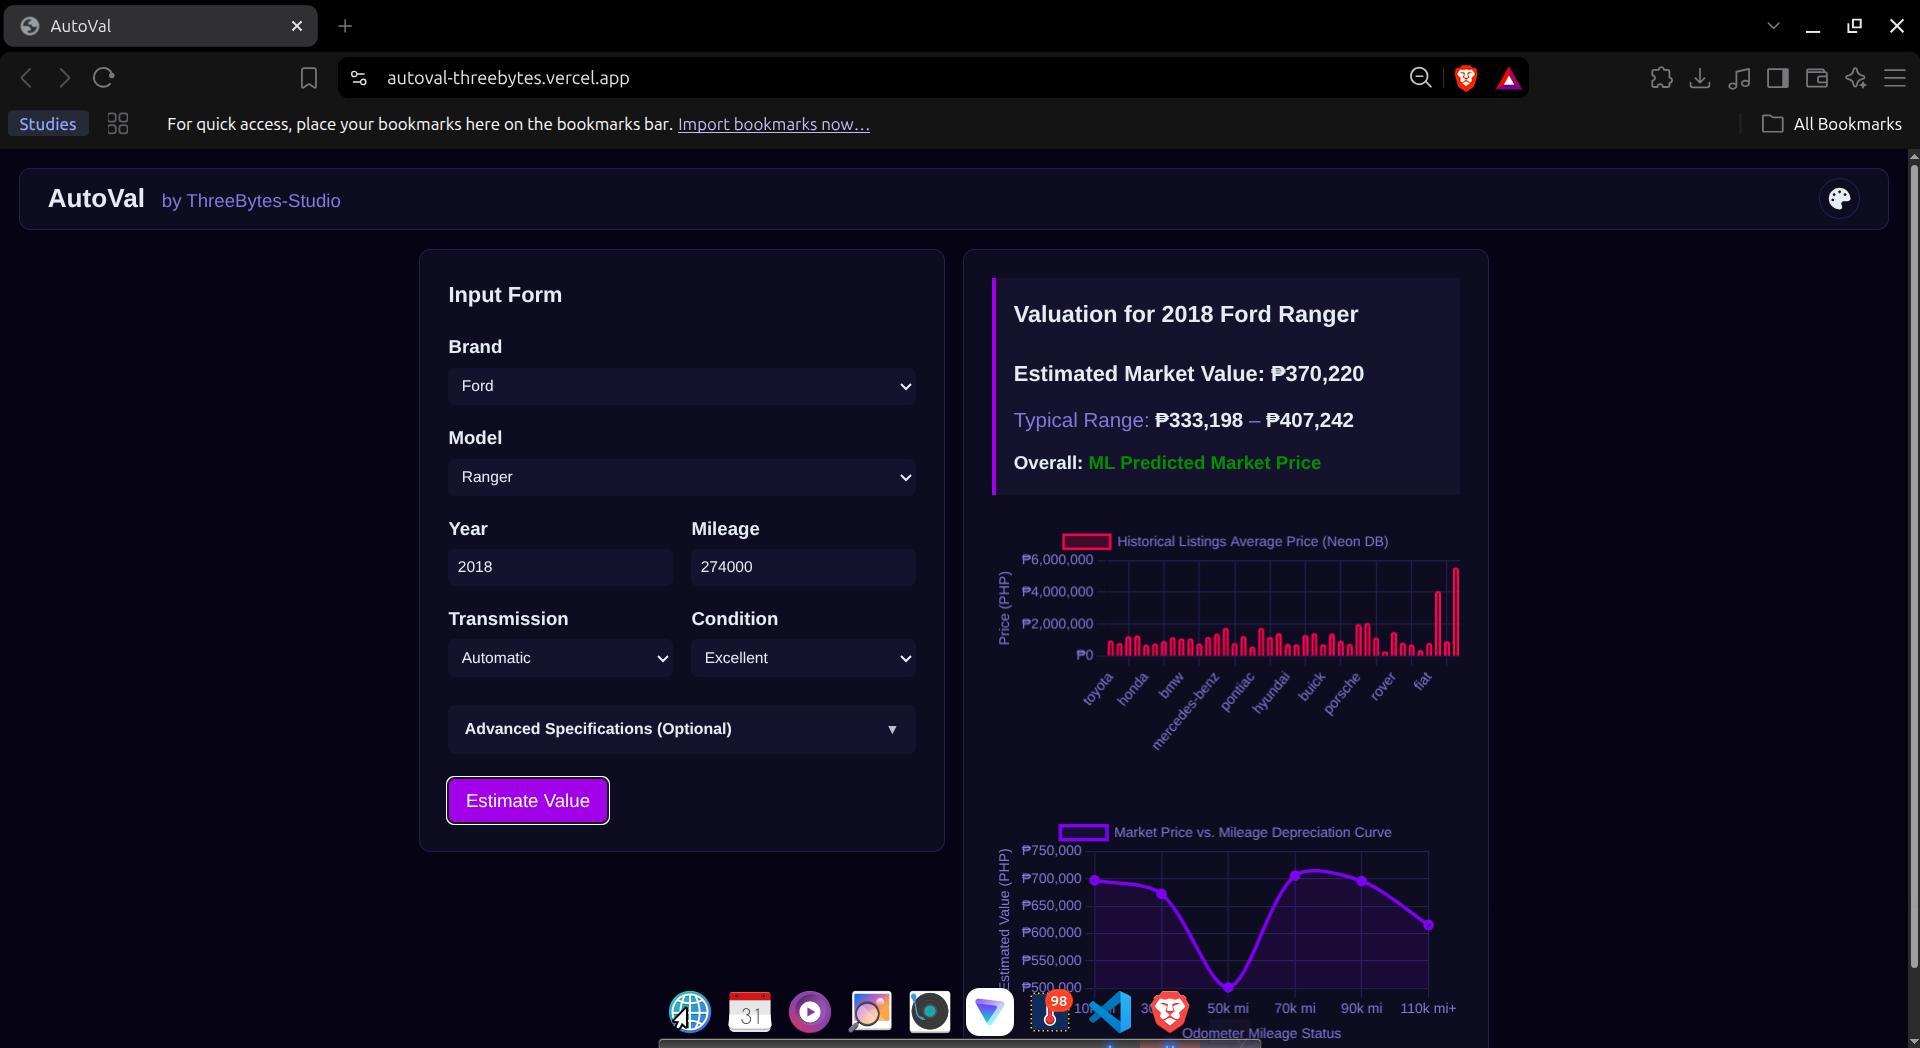 AutoVal
autoval-threebytes.vercel.app
Studies
For quick access, place your bookmarks here on the bookmarks bar. Import bookmarks now…
All Bookmarks
AutoVal by ThreeBytes-Studio
Input Form
Brand
Ford
Model
Ranger
Year
Mileage
2018
274000
Transmission
Condition
Automatic
Excellent
Advanced Specifications (Optional)
Estimate Value
Valuation for 2018 Ford Ranger
Estimated Market Value: ₱370,220
Typical Range: ₱333,198 – ₱407,242
Overall: ML Predicted Market Price
Historical Listings Average Price (Neon DB)
Price (PHP)
₱6,000,000
₱4,000,000
₱2,000,000
₱0
toyota
honda
bmw
mercedes-benz
pontiac
hyundai
buick
porsche
rover
fiat
Market Price vs. Mileage Depreciation Curve
Estimated Value (PHP)
₱750,000
₱700,000
₱650,000
₱600,000
₱550,000
₱500,000
50k mi
70k mi
90k mi
110k mi+
Odometer Mileage Status
31
98